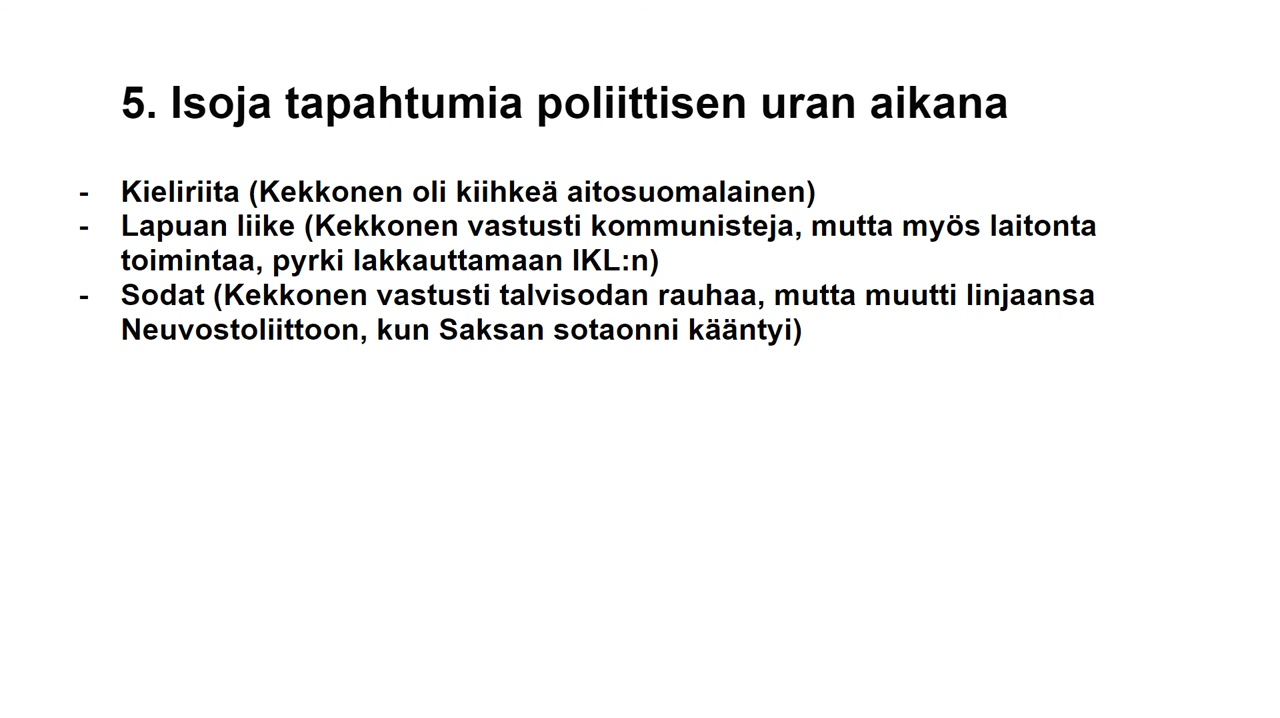 5. Isoja tapahtumia poliittisen uran aikana
- Kieliriita (Kekkonen oli kiihkeä aitosuomalainen)
- Lapuan liike (Kekkonen vastusti kommunisteja, mutta myös laitonta
toimintaa, pyrki lakkauttamaan IKL:n)
- Sodat (Kekkonen vastusti talvisodan rauhaa, mutta muutti linjaansa
Neuvostoliittoon, kun Saksan sotaonni kääntyi)